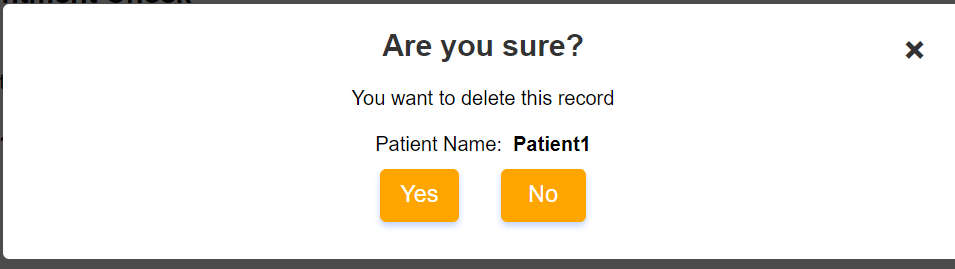 Are you sure?
You want to delete this record
Patient Name: Patient1
Yes
No